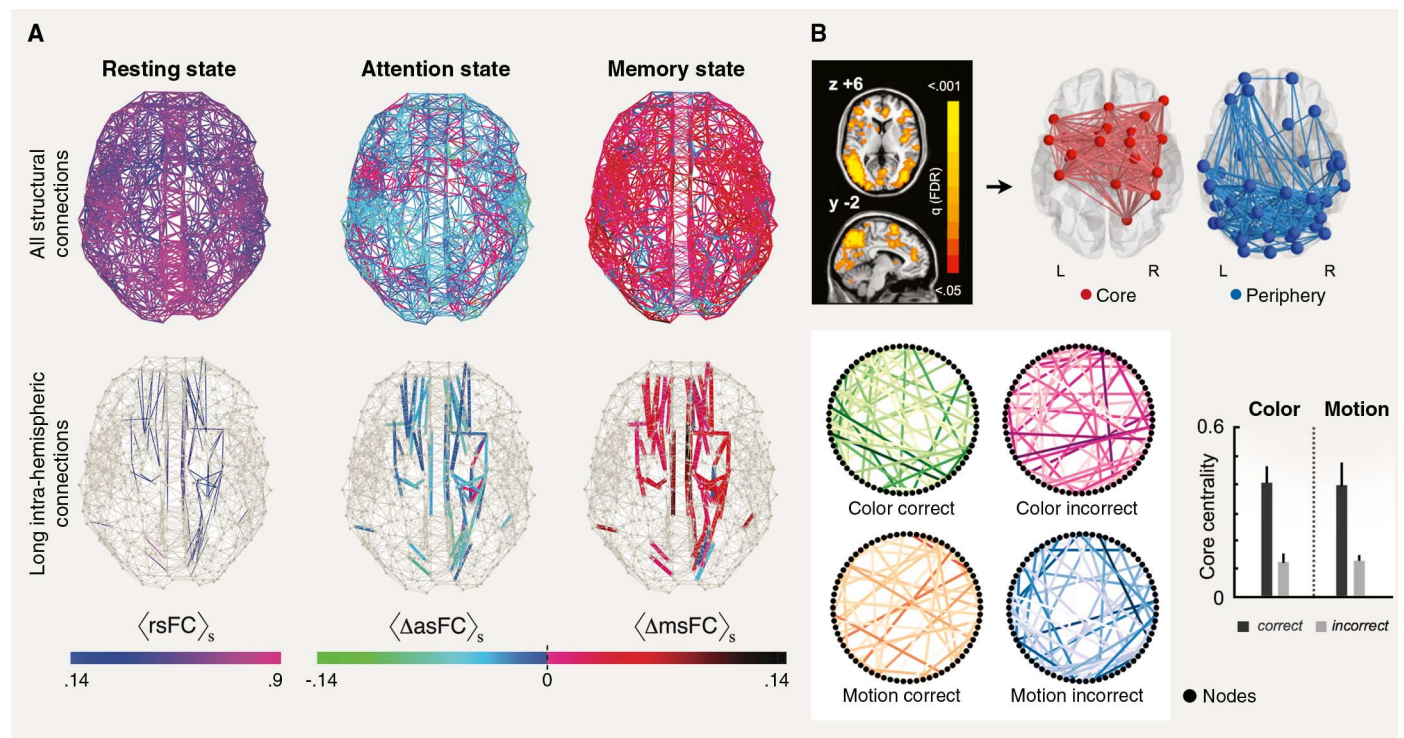 A
Resting state
Attention state
Memory state
All structural
connections
Long intra-hemispheric
connections
⟨rsFC⟩s
⟨ΔasFC⟩s
⟨ΔmsFC⟩s
.14
.9
-.14
0
.14
B
z +6
y -2
<.001
q (FDR)
<.05
L
R
L
R
Core
Periphery
Color correct
Color incorrect
Motion correct
Motion incorrect
Nodes
Color
Motion
0.6
Core centrality
0
correct
incorrect